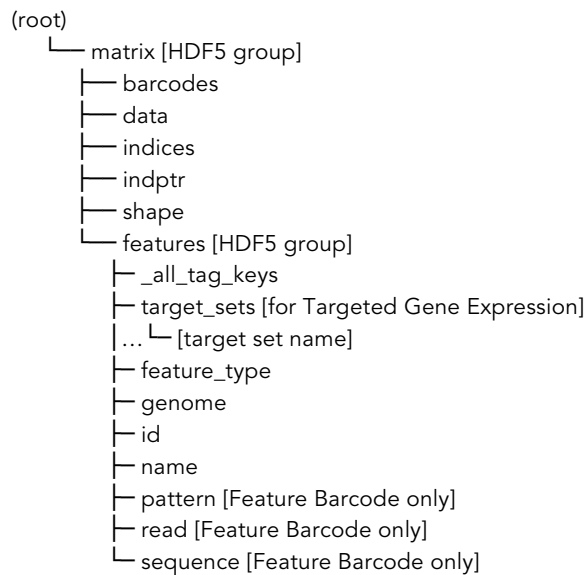 (root)
└── matrix [HDF5 group]
├── barcodes
├── data
├── indices
├── indptr
├── shape
└── features [HDF5 group]
├─ _all_tag_keys
├─ target_sets [for Targeted Gene Expression]
│...└─ [target set name]
├─ feature_type
├─ genome
├─ id
├─ name
├─ pattern [Feature Barcode only]
├─ read [Feature Barcode only]
└─ sequence [Feature Barcode only]